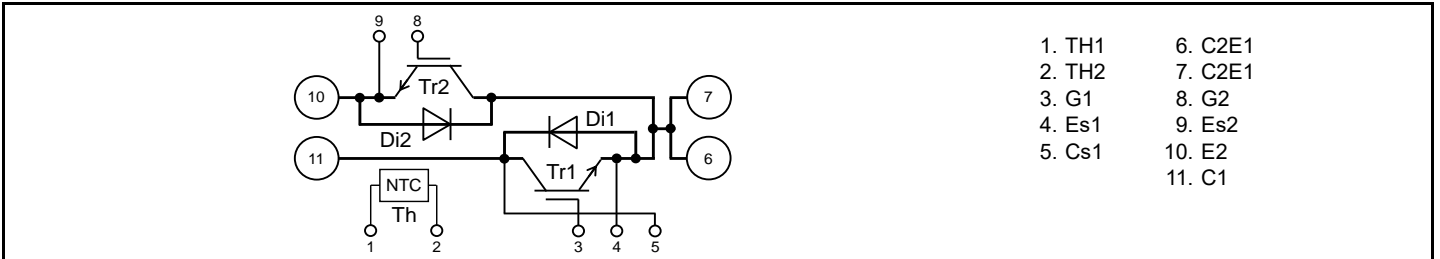 9 8
Tr2
10 7
Di2 Di1
11 6
Tr1
NTC
Th
1 2 3 4 5
1. TH1 6. C2E1
2. TH2 7. C2E1
3. G1 8. G2
4. Es1 9. Es2
5. Cs1 10. E2
11. C1